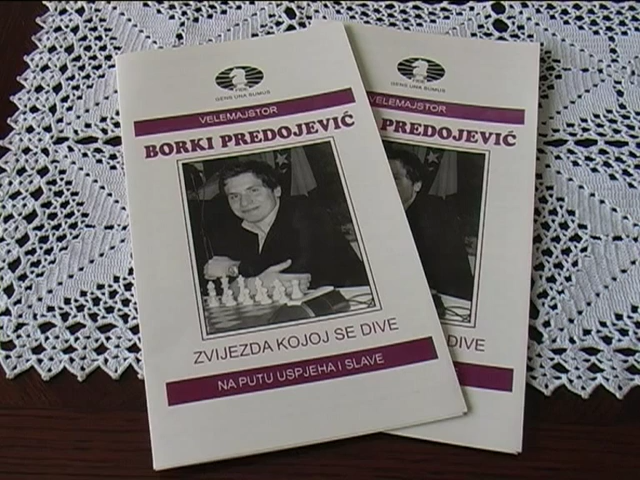 GENS UNA SUMUS
VELEMAJSTOR
BORKI PREDOJEVIĆ
ZVIJEZDA KOJOJ SE DIVE
NA PUTU USPJEHA I SLAVE
GENS UNA SUMUS
VELEMAJSTOR
PREDOJEVIĆ
DIVE